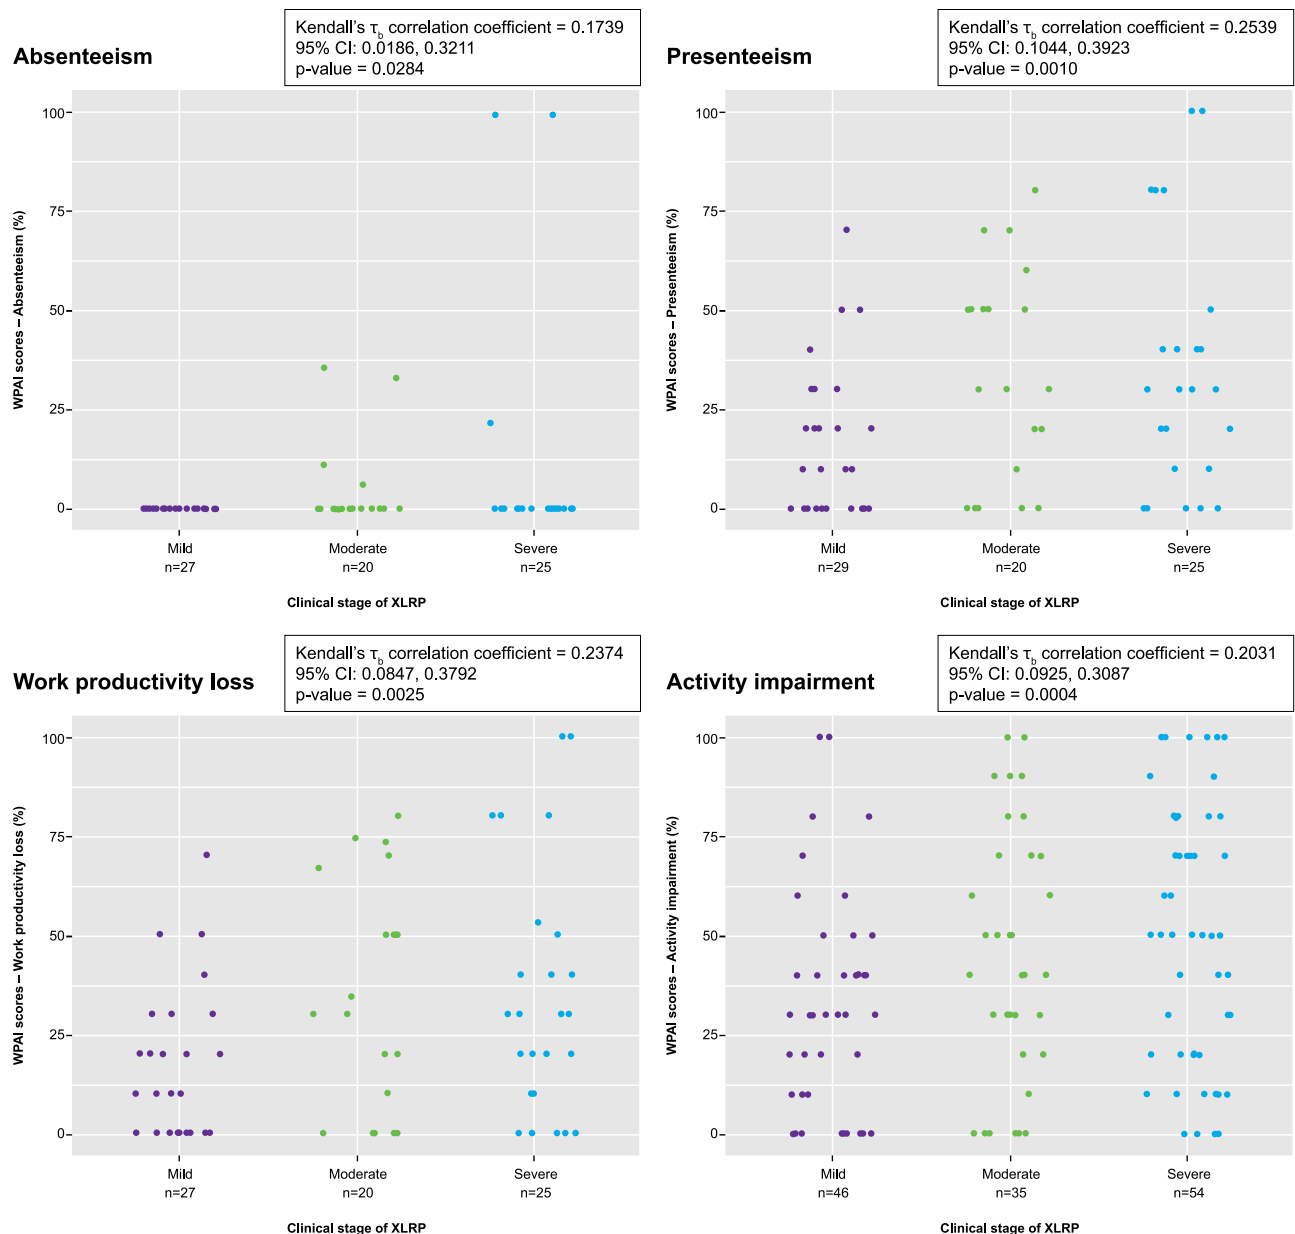 Absenteeism
Kendall's τb correlation coefficient = 0.1739
95% CI: 0.0186, 0.3211
p-value = 0.0284
WPAI scores – Absenteeism (%)
100
75
50
25
0
Mild
n=27
Moderate
n=20
Severe
n=25
Clinical stage of XLRP
Presenteeism
Kendall's τb correlation coefficient = 0.2539
95% CI: 0.1044, 0.3923
p-value = 0.0010
WPAI scores – Presenteeism (%)
100
75
50
25
0
Mild
n=29
Moderate
n=20
Severe
n=25
Clinical stage of XLRP
Work productivity loss
Kendall's τb correlation coefficient = 0.2374
95% CI: 0.0847, 0.3792
p-value = 0.0025
WPAI scores – Work productivity loss (%)
100
75
50
25
0
Mild
n=27
Moderate
n=20
Severe
n=25
Clinical stage of XLRP
Activity impairment
Kendall's τb correlation coefficient = 0.2031
95% CI: 0.0925, 0.3087
p-value = 0.0004
WPAI scores – Activity impairment (%)
100
75
50
25
0
Mild
n=46
Moderate
n=35
Severe
n=54
Clinical stage of XLRP